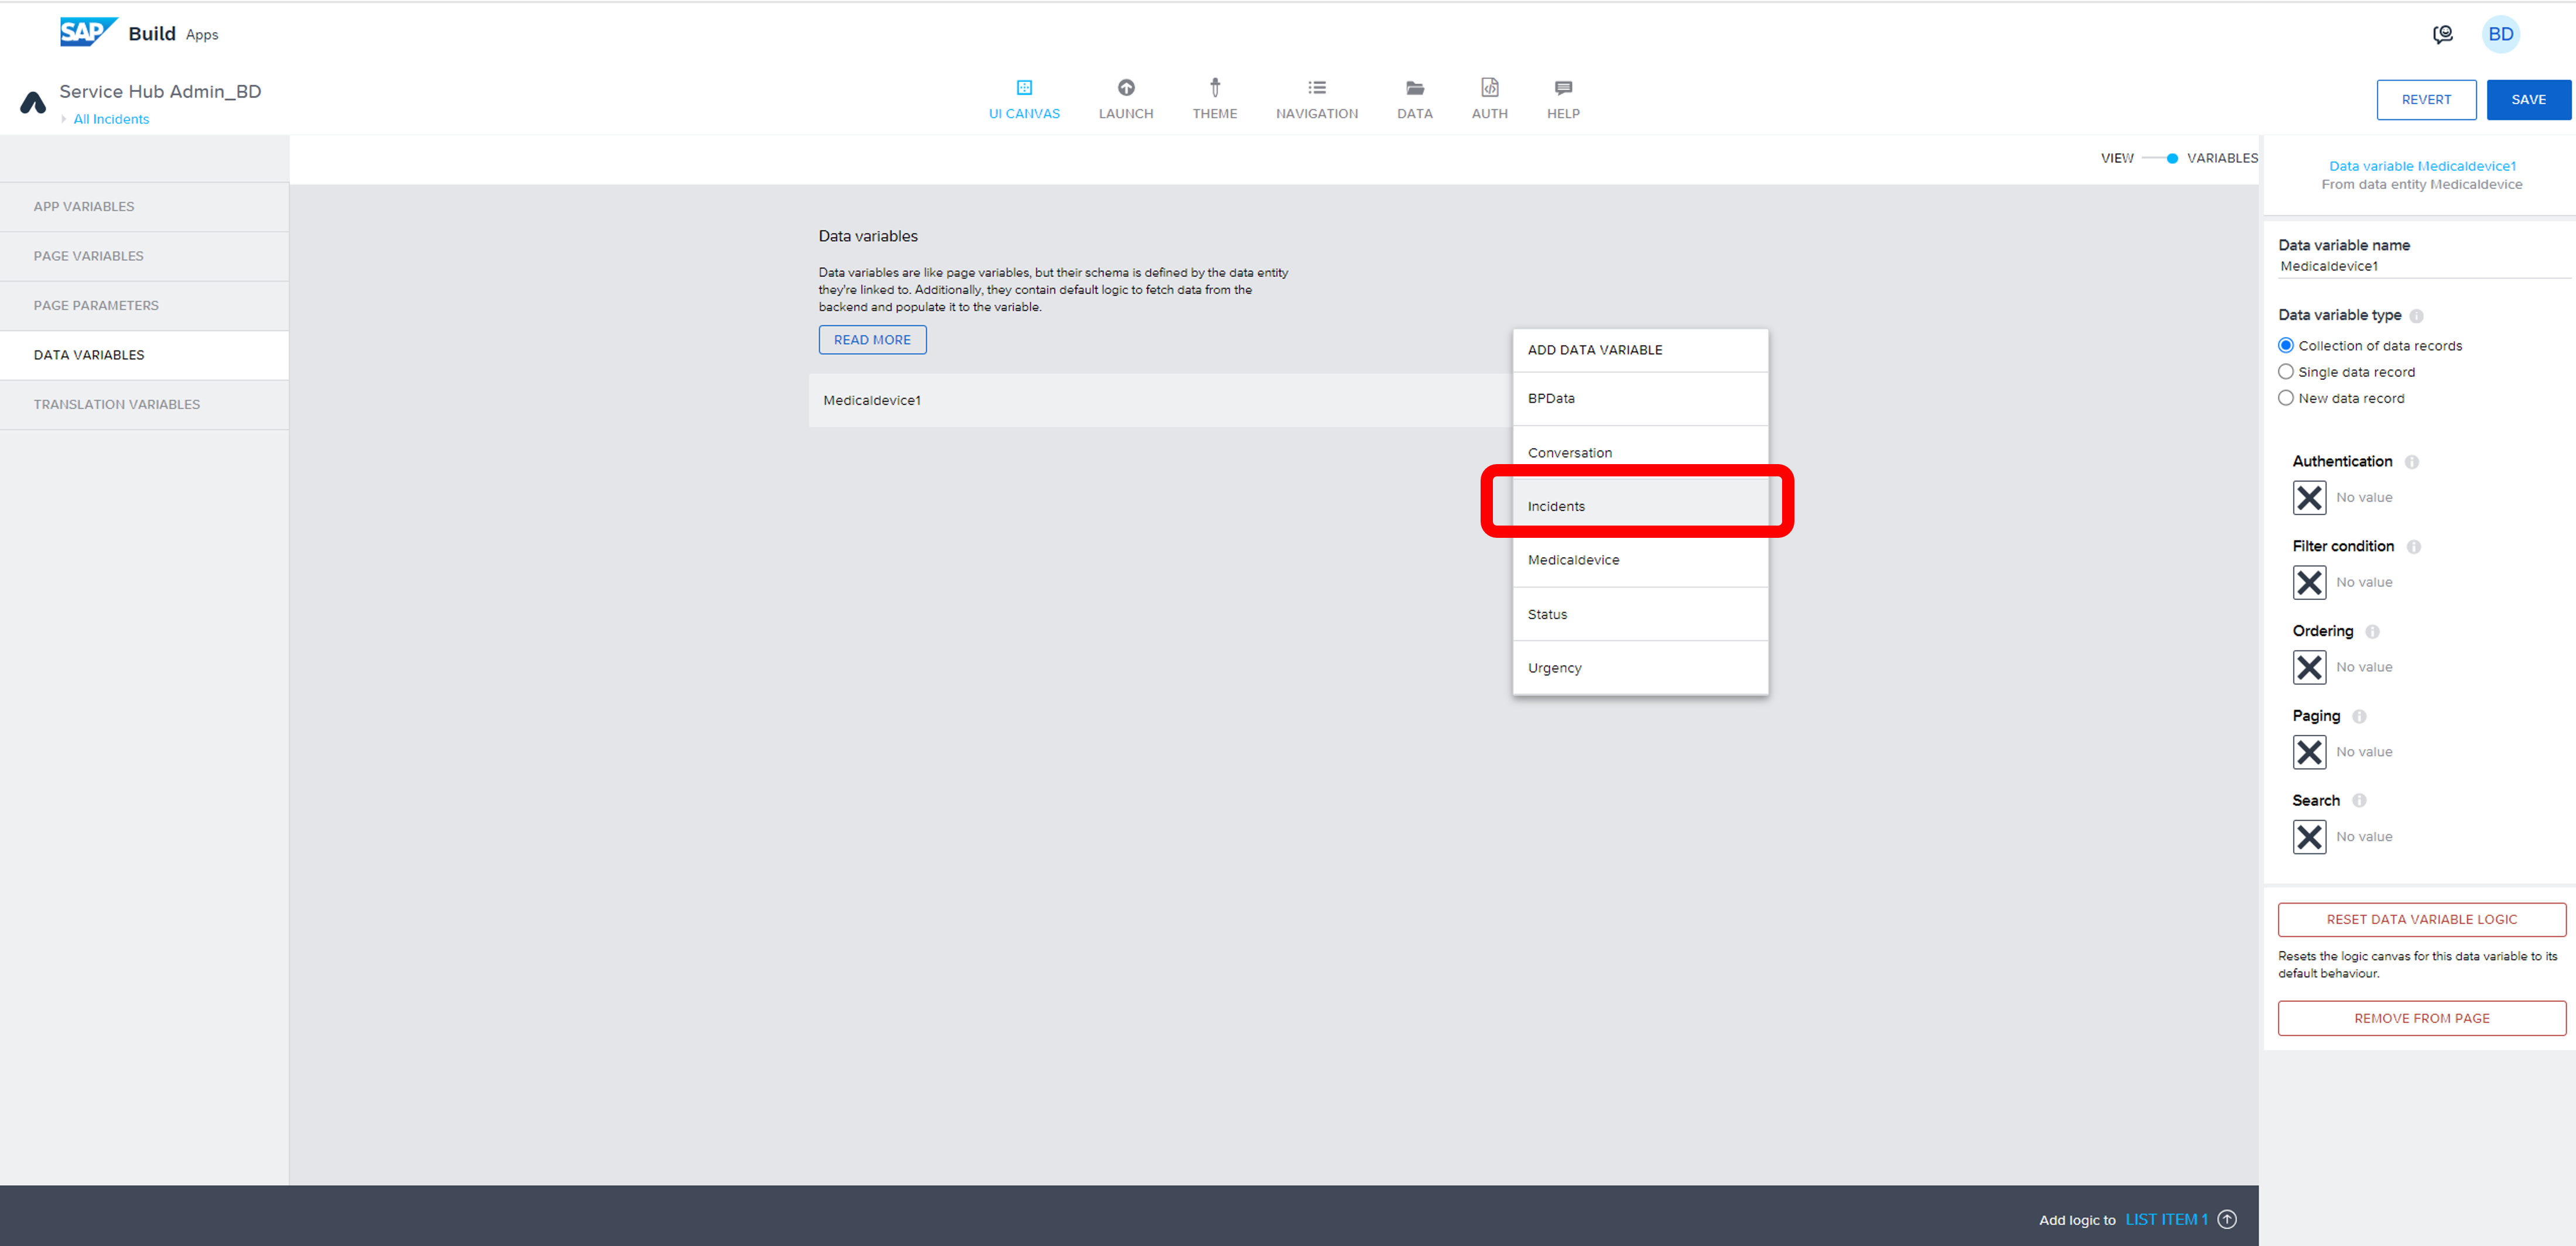 SAP Build Apps
BD
Service Hub Admin_BD
All Incidents
UI CANVAS
LAUNCH
THEME
NAVIGATION
DATA
AUTH
HELP
REVERT
SAVE
VIEW
VARIABLES
APP VARIABLES
PAGE VARIABLES
PAGE PARAMETERS
DATA VARIABLES
TRANSLATION VARIABLES
Data variables
Data variables are like page variables, but their schema is defined by the data entity
they're linked to. Additionally, they contain default logic to fetch data from the
backend and populate it to the variable.
READ MORE
Medicaldevice1
ADD DATA VARIABLE
BPData
Conversation
Incidents
Medicaldevice
Status
Urgency
Data variable Medicaldevice1
From data entity Medicaldevice
Data variable name
Medicaldevice1
Data variable type
Collection of data records
Single data record
New data record
Authentication
No value
Filter condition
No value
Ordering
No value
Paging
No value
Search
No value
RESET DATA VARIABLE LOGIC
Resets the logic canvas for this data variable to its
default behaviour.
REMOVE FROM PAGE
Add logic to LIST ITEM 1